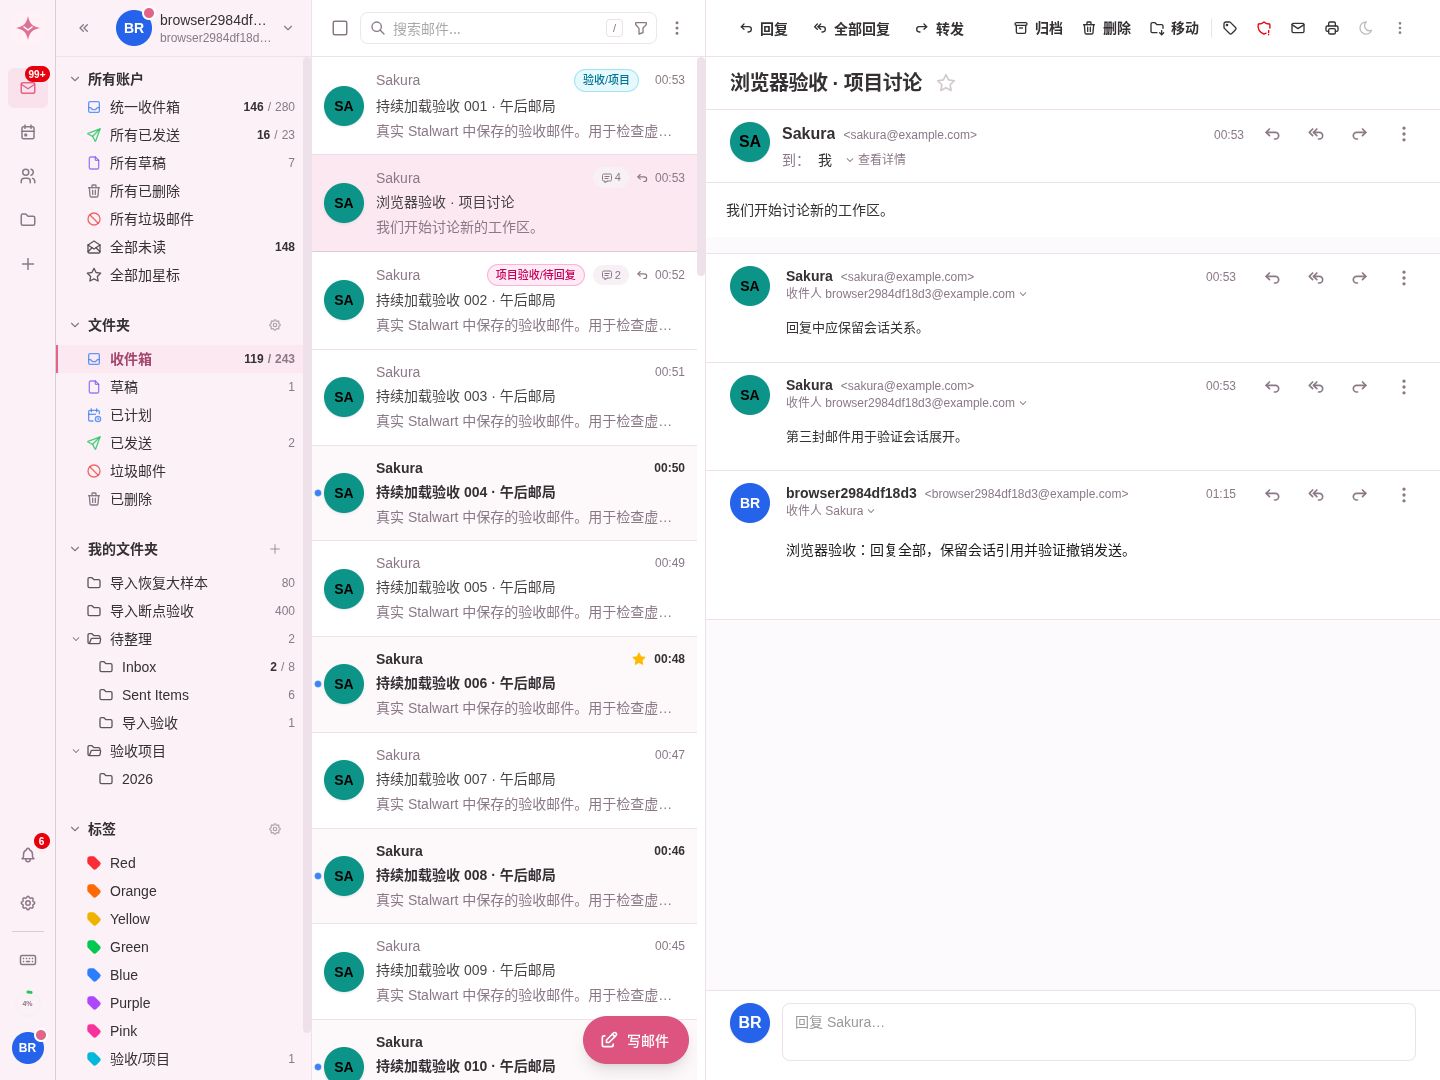 99+
6
4%
BR
BR
browser2984df…
browser2984df18d…
所有账户
统一收件箱 146 / 280
所有已发送 16 / 23
所有草稿 7
所有已删除
所有垃圾邮件
全部未读 148
全部加星标
文件夹
收件箱 119 / 243
草稿 1
已计划
已发送 2
垃圾邮件
已删除
我的文件夹
导入恢复大样本 80
导入断点验收 400
待整理 2
Inbox 2 / 8
Sent Items 6
导入验收 1
验收项目
2026
标签
Red
Orange
Yellow
Green
Blue
Purple
Pink
验收/项目 1
搜索邮件... /
SA
Sakura 验收/项目 00:53
持续加载验收 001 · 午后邮局
真实 Stalwart 中保存的验收邮件。用于检查虚…
SA
Sakura 4 00:53
浏览器验收 · 项目讨论
我们开始讨论新的工作区。
SA
Sakura 项目验收/待回复 2 00:52
持续加载验收 002 · 午后邮局
真实 Stalwart 中保存的验收邮件。用于检查虚…
SA
Sakura 00:51
持续加载验收 003 · 午后邮局
真实 Stalwart 中保存的验收邮件。用于检查虚…
SA
Sakura 00:50
持续加载验收 004 · 午后邮局
真实 Stalwart 中保存的验收邮件。用于检查虚…
SA
Sakura 00:49
持续加载验收 005 · 午后邮局
真实 Stalwart 中保存的验收邮件。用于检查虚…
SA
Sakura 00:48
持续加载验收 006 · 午后邮局
真实 Stalwart 中保存的验收邮件。用于检查虚…
SA
Sakura 00:47
持续加载验收 007 · 午后邮局
真实 Stalwart 中保存的验收邮件。用于检查虚…
SA
Sakura 00:46
持续加载验收 008 · 午后邮局
真实 Stalwart 中保存的验收邮件。用于检查虚…
SA
Sakura 00:45
持续加载验收 009 · 午后邮局
真实 Stalwart 中保存的验收邮件。用于检查虚…
SA
Sakura
持续加载验收 010 · 午后邮局
写邮件
回复 全部回复 转发 归档 删除 移动
浏览器验收 · 项目讨论
SA
Sakura <sakura@example.com> 00:53
到： 我 查看详情
我们开始讨论新的工作区。
SA
Sakura <sakura@example.com> 00:53
收件人 browser2984df18d3@example.com
回复中应保留会话关系。
SA
Sakura <sakura@example.com> 00:53
收件人 browser2984df18d3@example.com
第三封邮件用于验证会话展开。
BR
browser2984df18d3 <browser2984df18d3@example.com> 01:15
收件人 Sakura
浏览器验收：回复全部，保留会话引用并验证撤销发送。
BR
回复 Sakura…